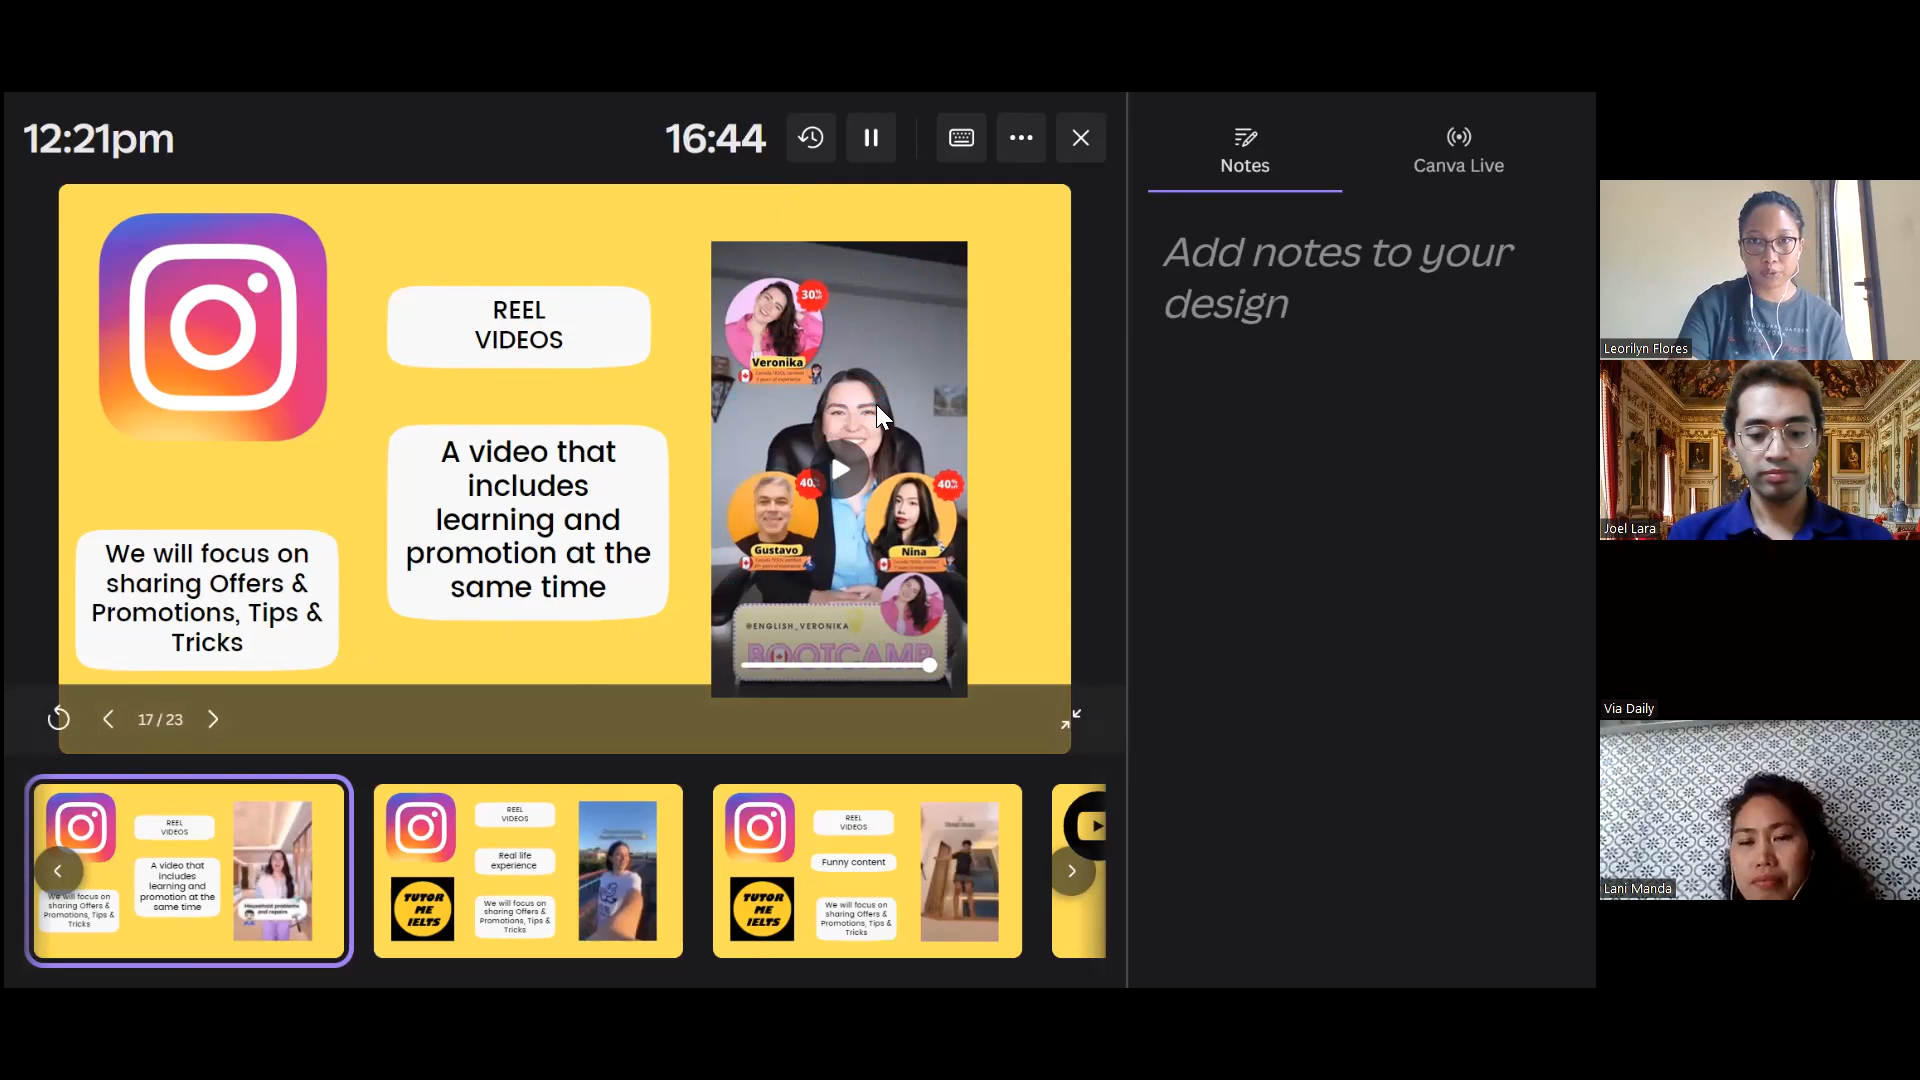 12:21pm
16:44
Notes
Canva Live
Add notes to your
design
REEL
VIDEOS
A video that
includes
learning and
promotion at the
same time
We will focus on
sharing Offers &
Promotions, Tips &
Tricks
30%
Veronika
40%
Gustavo
40%
Nina
@ENGLISH_VERONIKA
BOOTCAMP
17 / 23
REEL
VIDEOS
A video that
includes
learning and
promotion at the
same time
We will focus on
sharing Offers &
Promotions, Tips &
Tricks
Household problems
and repairs
REEL
VIDEOS
Real life
experience
TUTOR
ME
IELTS
We will focus on
sharing Offers &
Promotions, Tips &
Tricks
REEL
VIDEOS
Funny content
TUTOR
ME
IELTS
We will focus on
sharing Offers &
Promotions, Tips &
Tricks
Leorilyn Flores
Joel Lara
Via Daily
Lani Manda